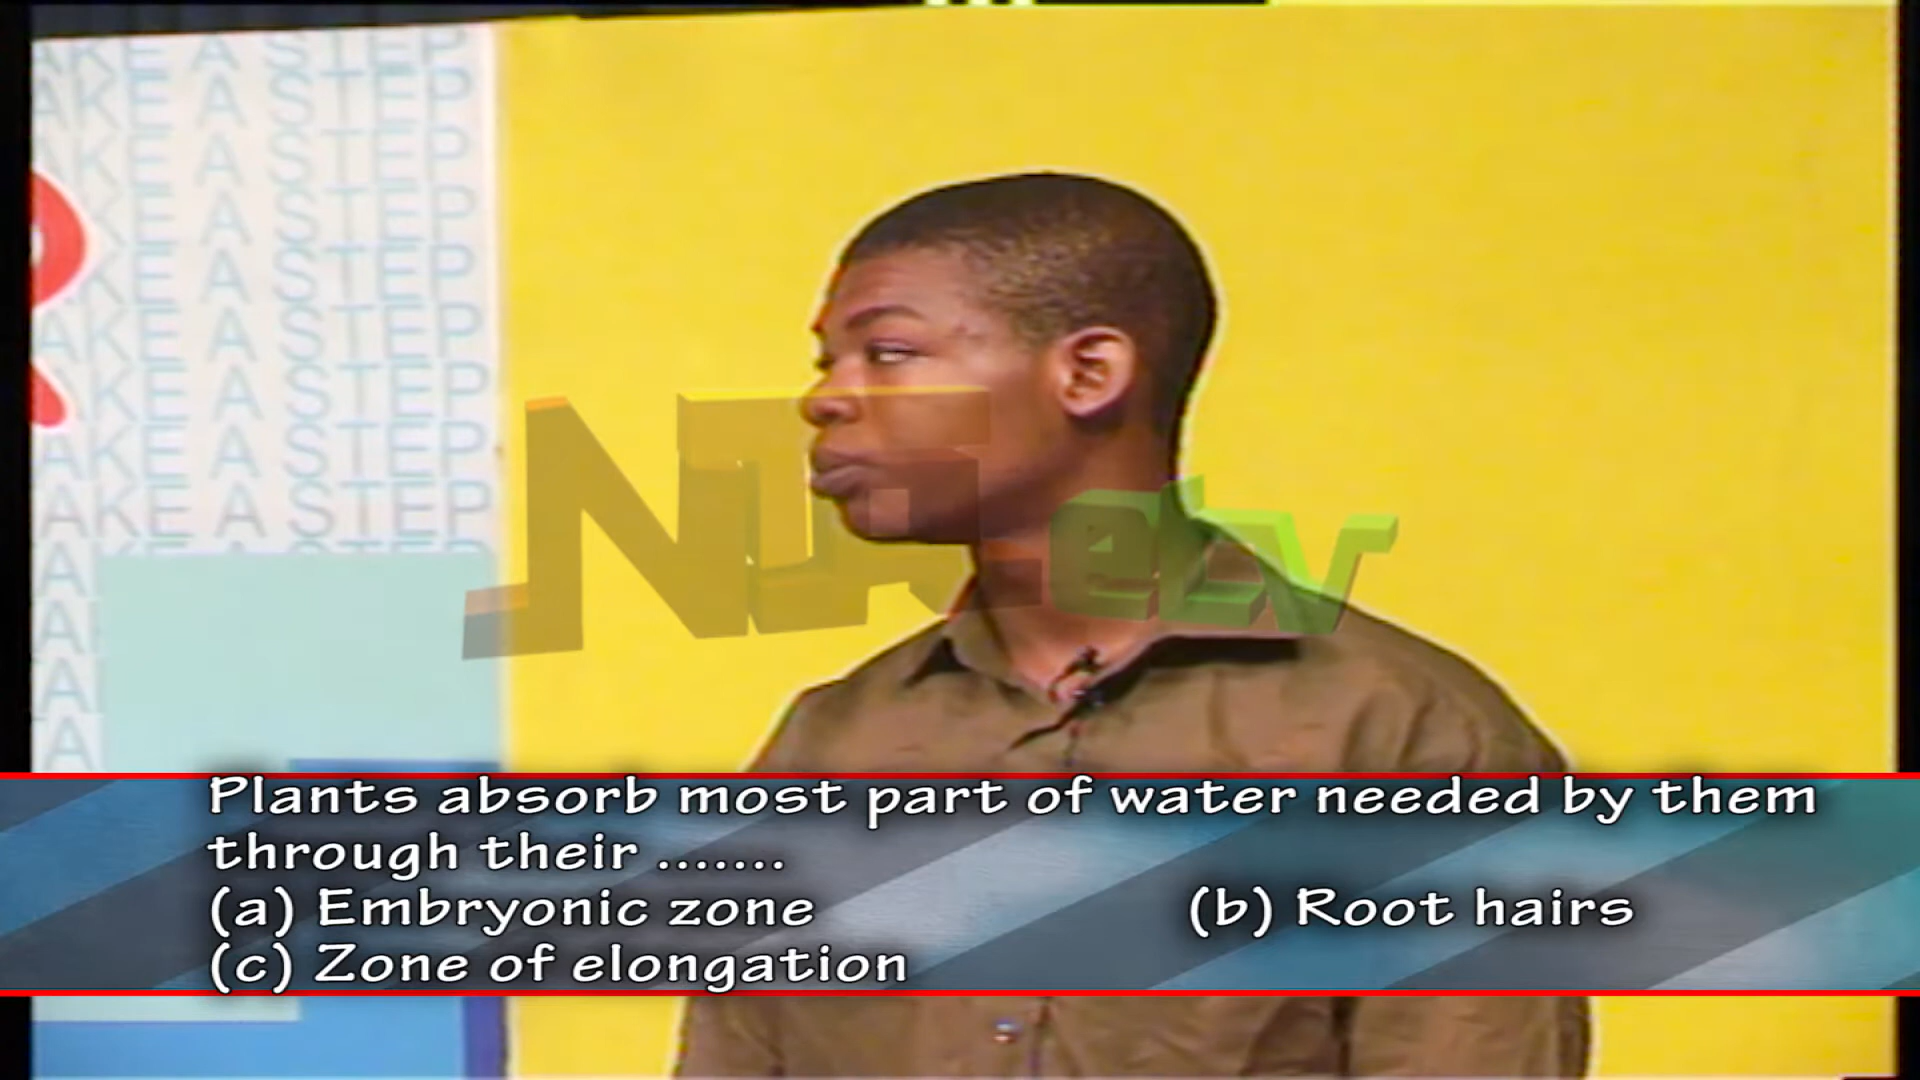 AKE A STEP
AKE A STEP
AKE A STEP
AKE A STEP
AKE A STEP
AKE A STEP
AKE A STEP
AKE A STEP
AKE A STEP
A
A
A
A
NTA etv
Plants absorb most part of water needed by them
through their .......
(a) Embryonic zone (b) Root hairs
(c) Zone of elongation